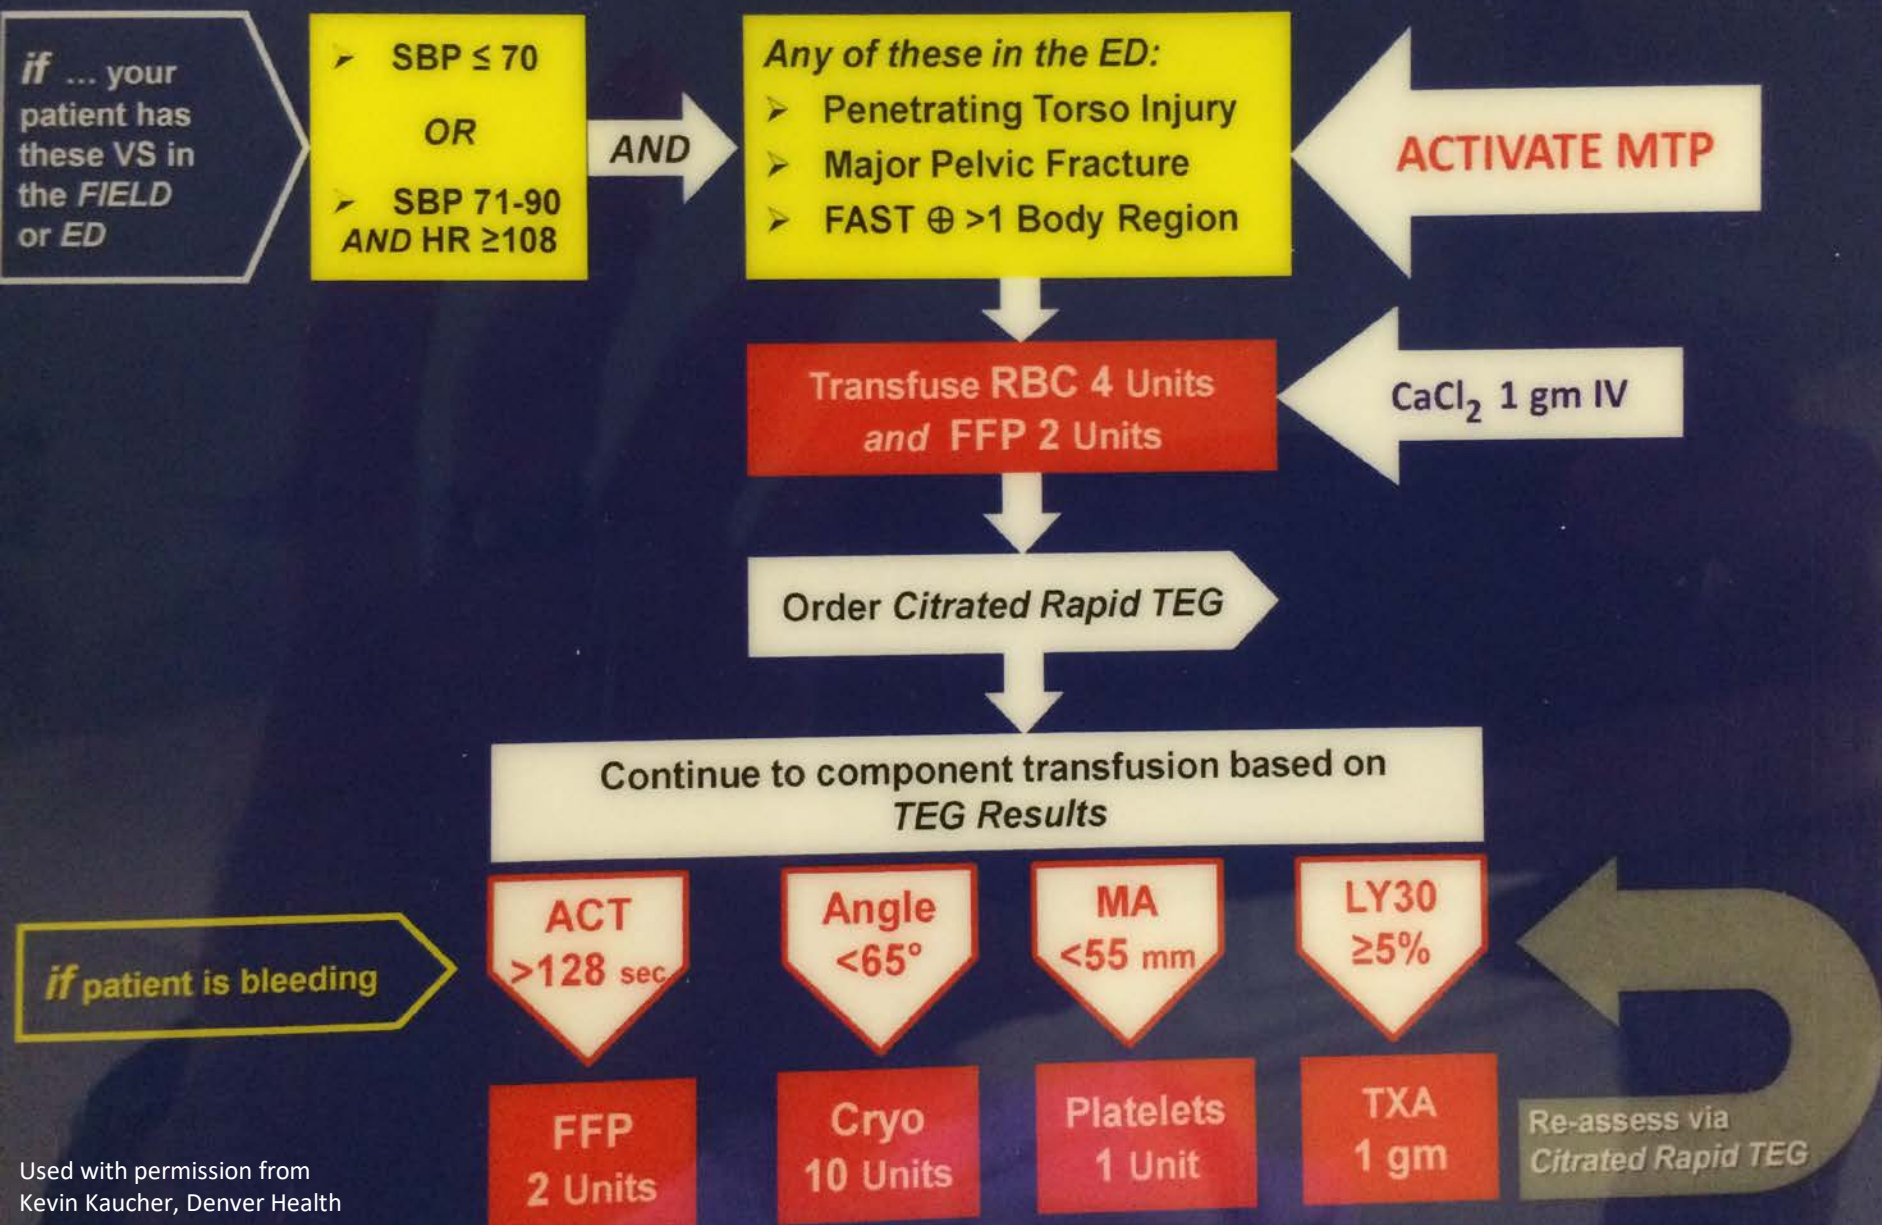 if ... your
patient has
these VS in
the FIELD
or ED
➢ SBP ≤ 70
OR
➢ SBP 71-90
AND HR ≥108
AND
Any of these in the ED:
➢ Penetrating Torso Injury
➢ Major Pelvic Fracture
➢ FAST ⊕ >1 Body Region
ACTIVATE MTP
Transfuse RBC 4 Units
and FFP 2 Units
CaCl₂ 1 gm IV
Order Citrated Rapid TEG
Continue to component transfusion based on
TEG Results
if patient is bleeding
ACT
>128 sec
Angle
<65°
MA
<55 mm
LY30
≥5%
FFP
2 Units
Cryo
10 Units
Platelets
1 Unit
TXA
1 gm
Re-assess via
Citrated Rapid TEG
Used with permission from
Kevin Kaucher, Denver Health